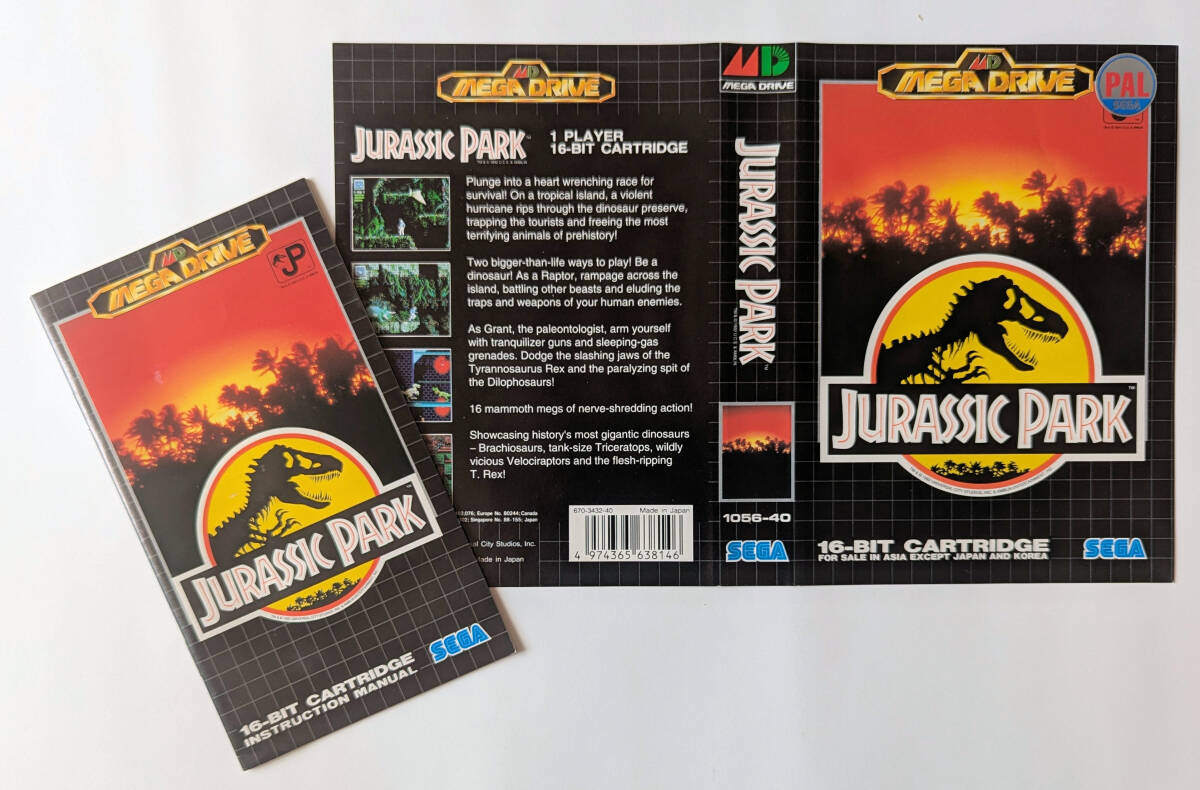 MD
MEGA DRIVE
JP
JURASSIC PARK
SEGA
16-BIT CARTRIDGE
INSTRUCTION MANUAL
MD
MEGA DRIVE
JURASSIC PARK
1 PLAYER
16-BIT CARTRIDGE
Plunge into a heart wrenching race for
survival! On a tropical island, a violent
hurricane rips through the dinosaur preserve,
trapping the tourists and freeing the most
terrifying animals of prehistory!
Two bigger-than-life ways to play! Be a
dinosaur! As a Raptor, rampage across the
island, battling other beasts and eluding the
traps and weapons of your human enemies.
As Grant, the paleontologist, arm yourself
with tranquilizer guns and sleeping-gas
grenades. Dodge the slashing jaws of the
Tyrannosaurus Rex and the paralyzing spit of
the Dilophosaurs!
16 mammoth megs of nerve-shredding action!
Showcasing history's most gigantic dinosaurs
– Brachiosaurs, tank-size Triceratops, wildly
vicious Velociraptors and the flesh-ripping
T. Rex!
Europe No. 80244; Canada
Singapore No. 88-155; Japan
City Studios, Inc.
Made in Japan
670-3432-40 Made in Japan
4 974365 638146
MD
MEGA DRIVE
JURASSIC PARK
TM
1056-40
SEGA
MD
MEGA DRIVE
PAL
SEGA
JURASSIC PARK
TM
16-BIT CARTRIDGE
FOR SALE IN ASIA EXCEPT JAPAN AND KOREA
SEGA